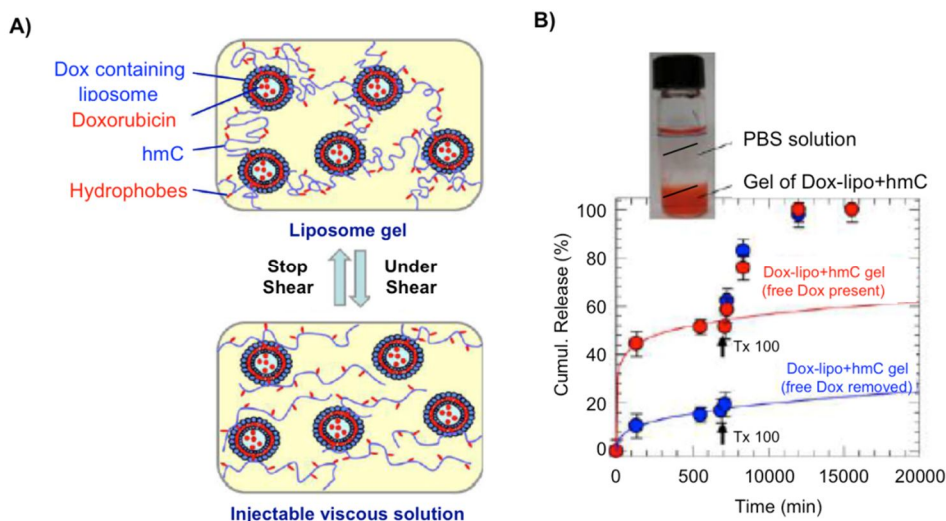 A)
Dox containing
liposome
Doxorubicin
hmC
Hydrophobes
Liposome gel
Stop
Shear
Under
Shear
Injectable viscous solution
B)
PBS solution
Gel of Dox-lipo+hmC
Cumul. Release (%)
100
80
60
40
20
0
Dox-lipo+hmC gel
(free Dox present)
Tx 100
Dox-lipo+hmC gel
(free Dox removed)
Tx 100
0
500
10000
15000
20000
Time (min)